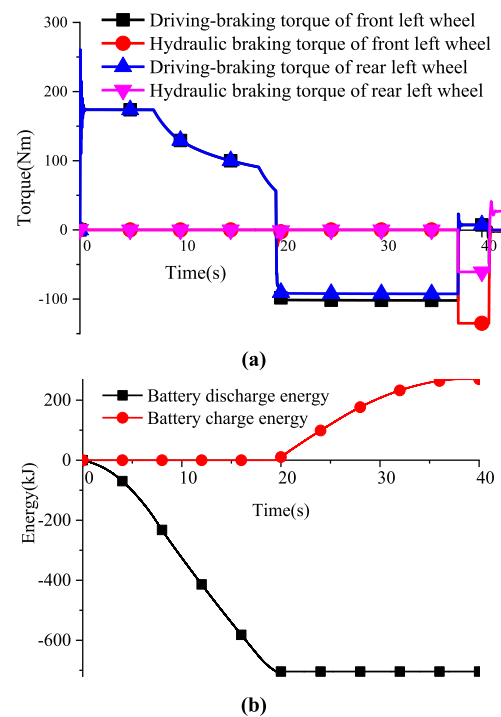 300
Driving-braking torque of front left wheel
Hydraulic braking torque of front left wheel
Driving-braking torque of rear left wheel
Hydraulic braking torque of rear left wheel
200
100
0
-100
Torque(Nm)
0 10 20 30 40
Time(s)
(a)
Battery discharge energy
Battery charge energy
200
0
-200
-400
-600
Energy(kJ)
0 10 20 30 40
Time(s)
(b)